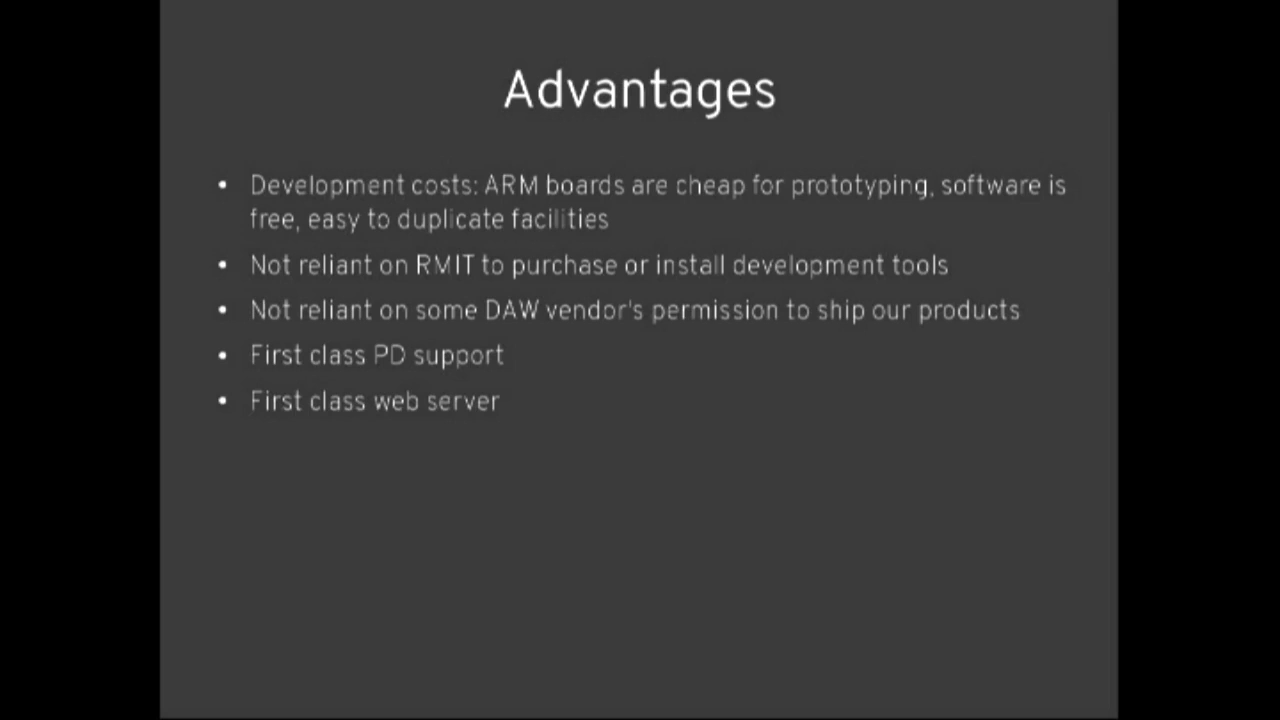 Advantages
• Development costs: ARM boards are cheap for prototyping, software is
free, easy to duplicate facilities
• Not reliant on RMIT to purchase or install development tools
• Not reliant on some DAW vendor's permission to ship our products
• First class PD support
• First class web server